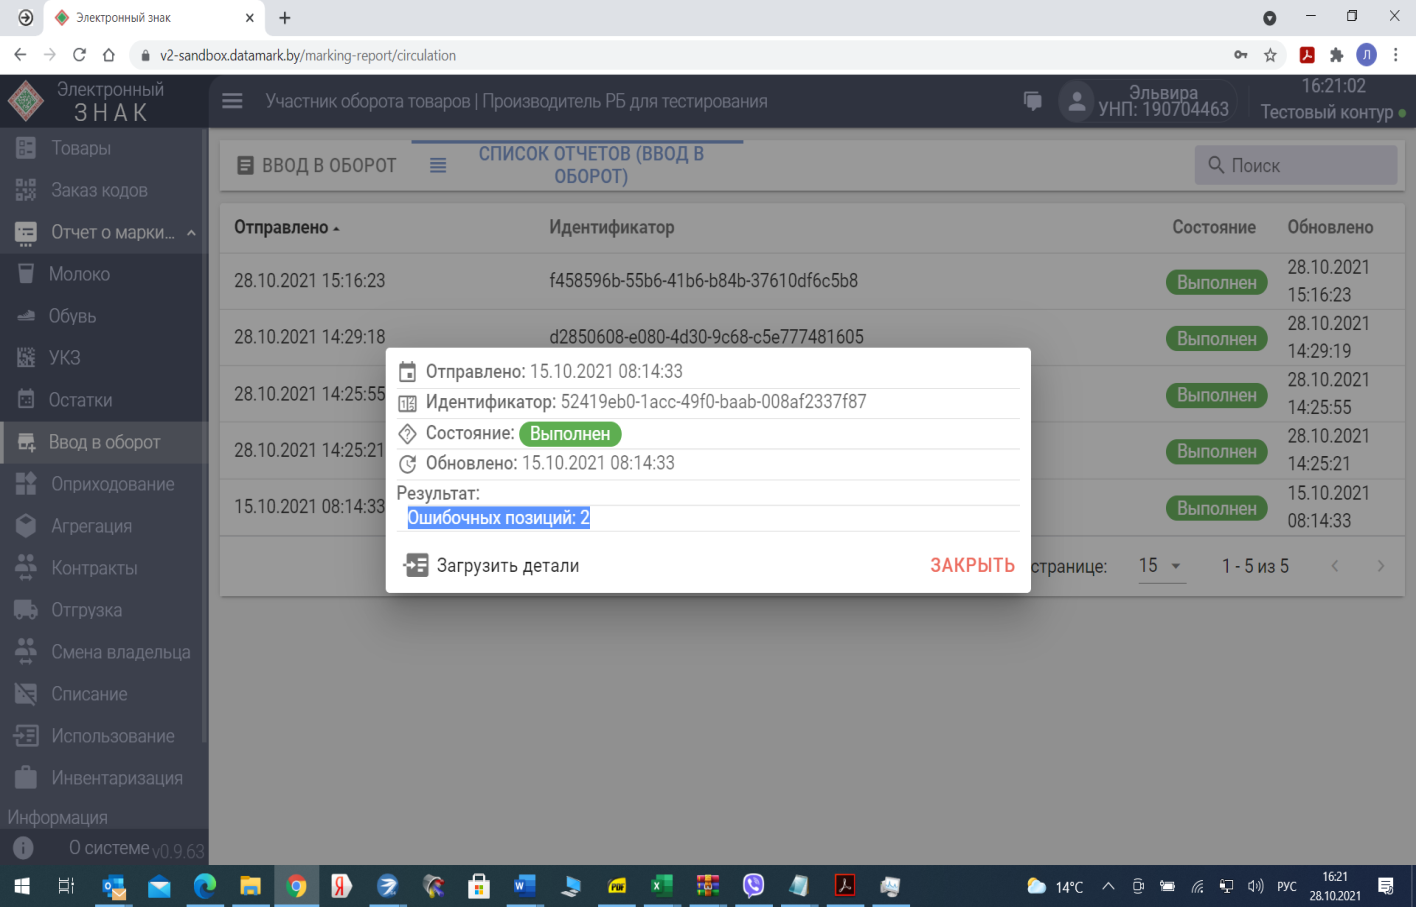 Электронный знак
v2-sandbox.datamark.by/marking-report/circulation
Л
Электронный
ЗНАК
Участник оборота товаров | Производитель РБ для тестирования
Эльвира
УНП: 190704463
16:21:02
Тестовый контур
Товары
Заказ кодов
Отчет о марки...
Молоко
Обувь
УКЗ
Остатки
Ввод в оборот
Оприходование
Агрегация
Контракты
Отгрузка
Смена владельца
Списание
Использование
Инвентаризация
Информация
О системе v0.9.63
ВВОД В ОБОРОТ
СПИСОК ОТЧЕТОВ (ВВОД В
ОБОРОТ)
Поиск
Отправлено Идентификатор Состояние Обновлено
28.10.2021 15:16:23 f458596b-55b6-41b6-b84b-37610df6c5b8 Выполнен 28.10.2021
15:16:23
28.10.2021 14:29:18 d2850608-e080-4d30-9c68-c5e777481605 Выполнен 28.10.2021
14:29:19
28.10.2021 14:25:55 Выполнен 28.10.2021
14:25:55
28.10.2021 14:25:21 Выполнен 28.10.2021
14:25:21
15.10.2021 08:14:33 Выполнен 15.10.2021
08:14:33
странице: 15 1 - 5 из 5
Отправлено: 15.10.2021 08:14:33
Идентификатор: 52419eb0-1acc-49f0-baab-008af2337f87
Состояние: Выполнен
Обновлено: 15.10.2021 08:14:33
Результат:
Ошибочных позиций: 2
Загрузить детали
ЗАКРЫТЬ
14°C
РУС
16:21
28.10.2021